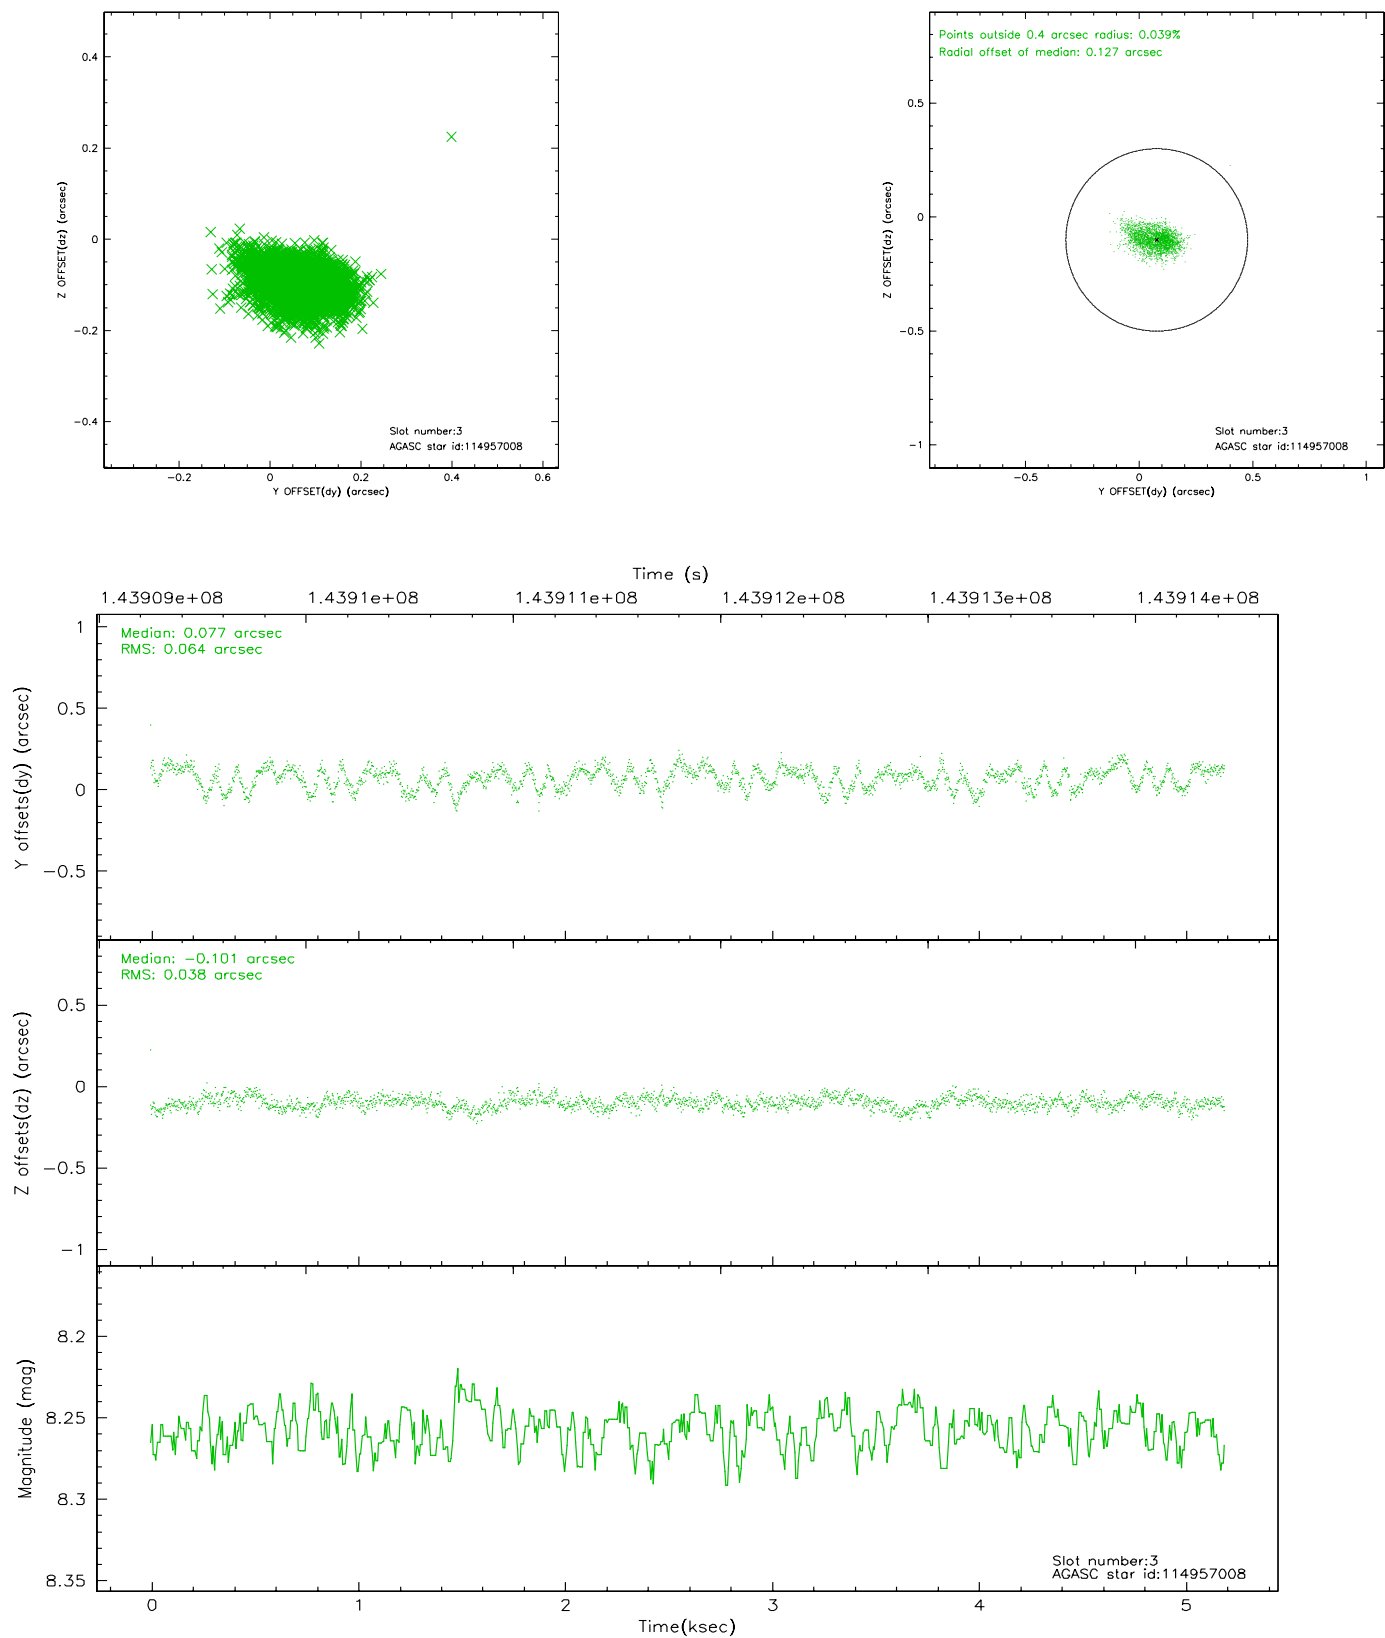 0.4
0.2
0
−0.2
−0.4
Z OFFSET(dz) (arcsec)
Slot number:3
AGASC star id:114957008
−0.2 0 0.2 0.4 0.6
Y OFFSET(dy) (arcsec)
Points outside 0.4 arcsec radius: 0.039%
Radial offset of median: 0.127 arcsec
0.5
0
−0.5
−1
Z OFFSET(dz) (arcsec)
Slot number:3
AGASC star id:114957008
−0.5 0 0.5 1
Y OFFSET(dy) (arcsec)
Time (s)
1.43909e+08 1.4391e+08 1.43911e+08 1.43912e+08 1.43913e+08 1.43914e+08
Median: 0.077 arcsec
RMS: 0.064 arcsec
1
0.5
0
−0.5
Y offsets(dy) (arcsec)
Median: −0.101 arcsec
RMS: 0.038 arcsec
0.5
0
−0.5
−1
Z offsets(dz) (arcsec)
8.2
8.25
8.3
8.35
Magnitude (mag)
Slot number:3
AGASC star id:114957008
0 1 2 3 4 5
Time(ksec)